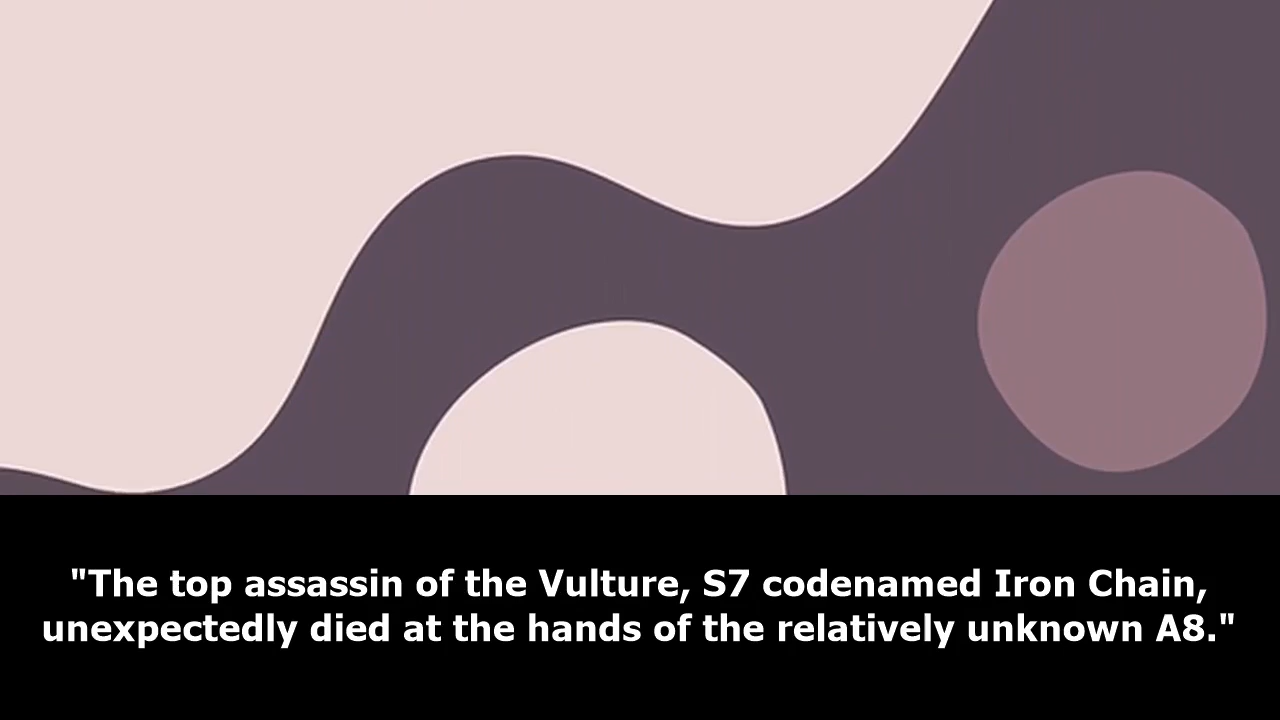 "The top assassin of the Vulture, S7 codenamed Iron Chain,
unexpectedly died at the hands of the relatively unknown A8."